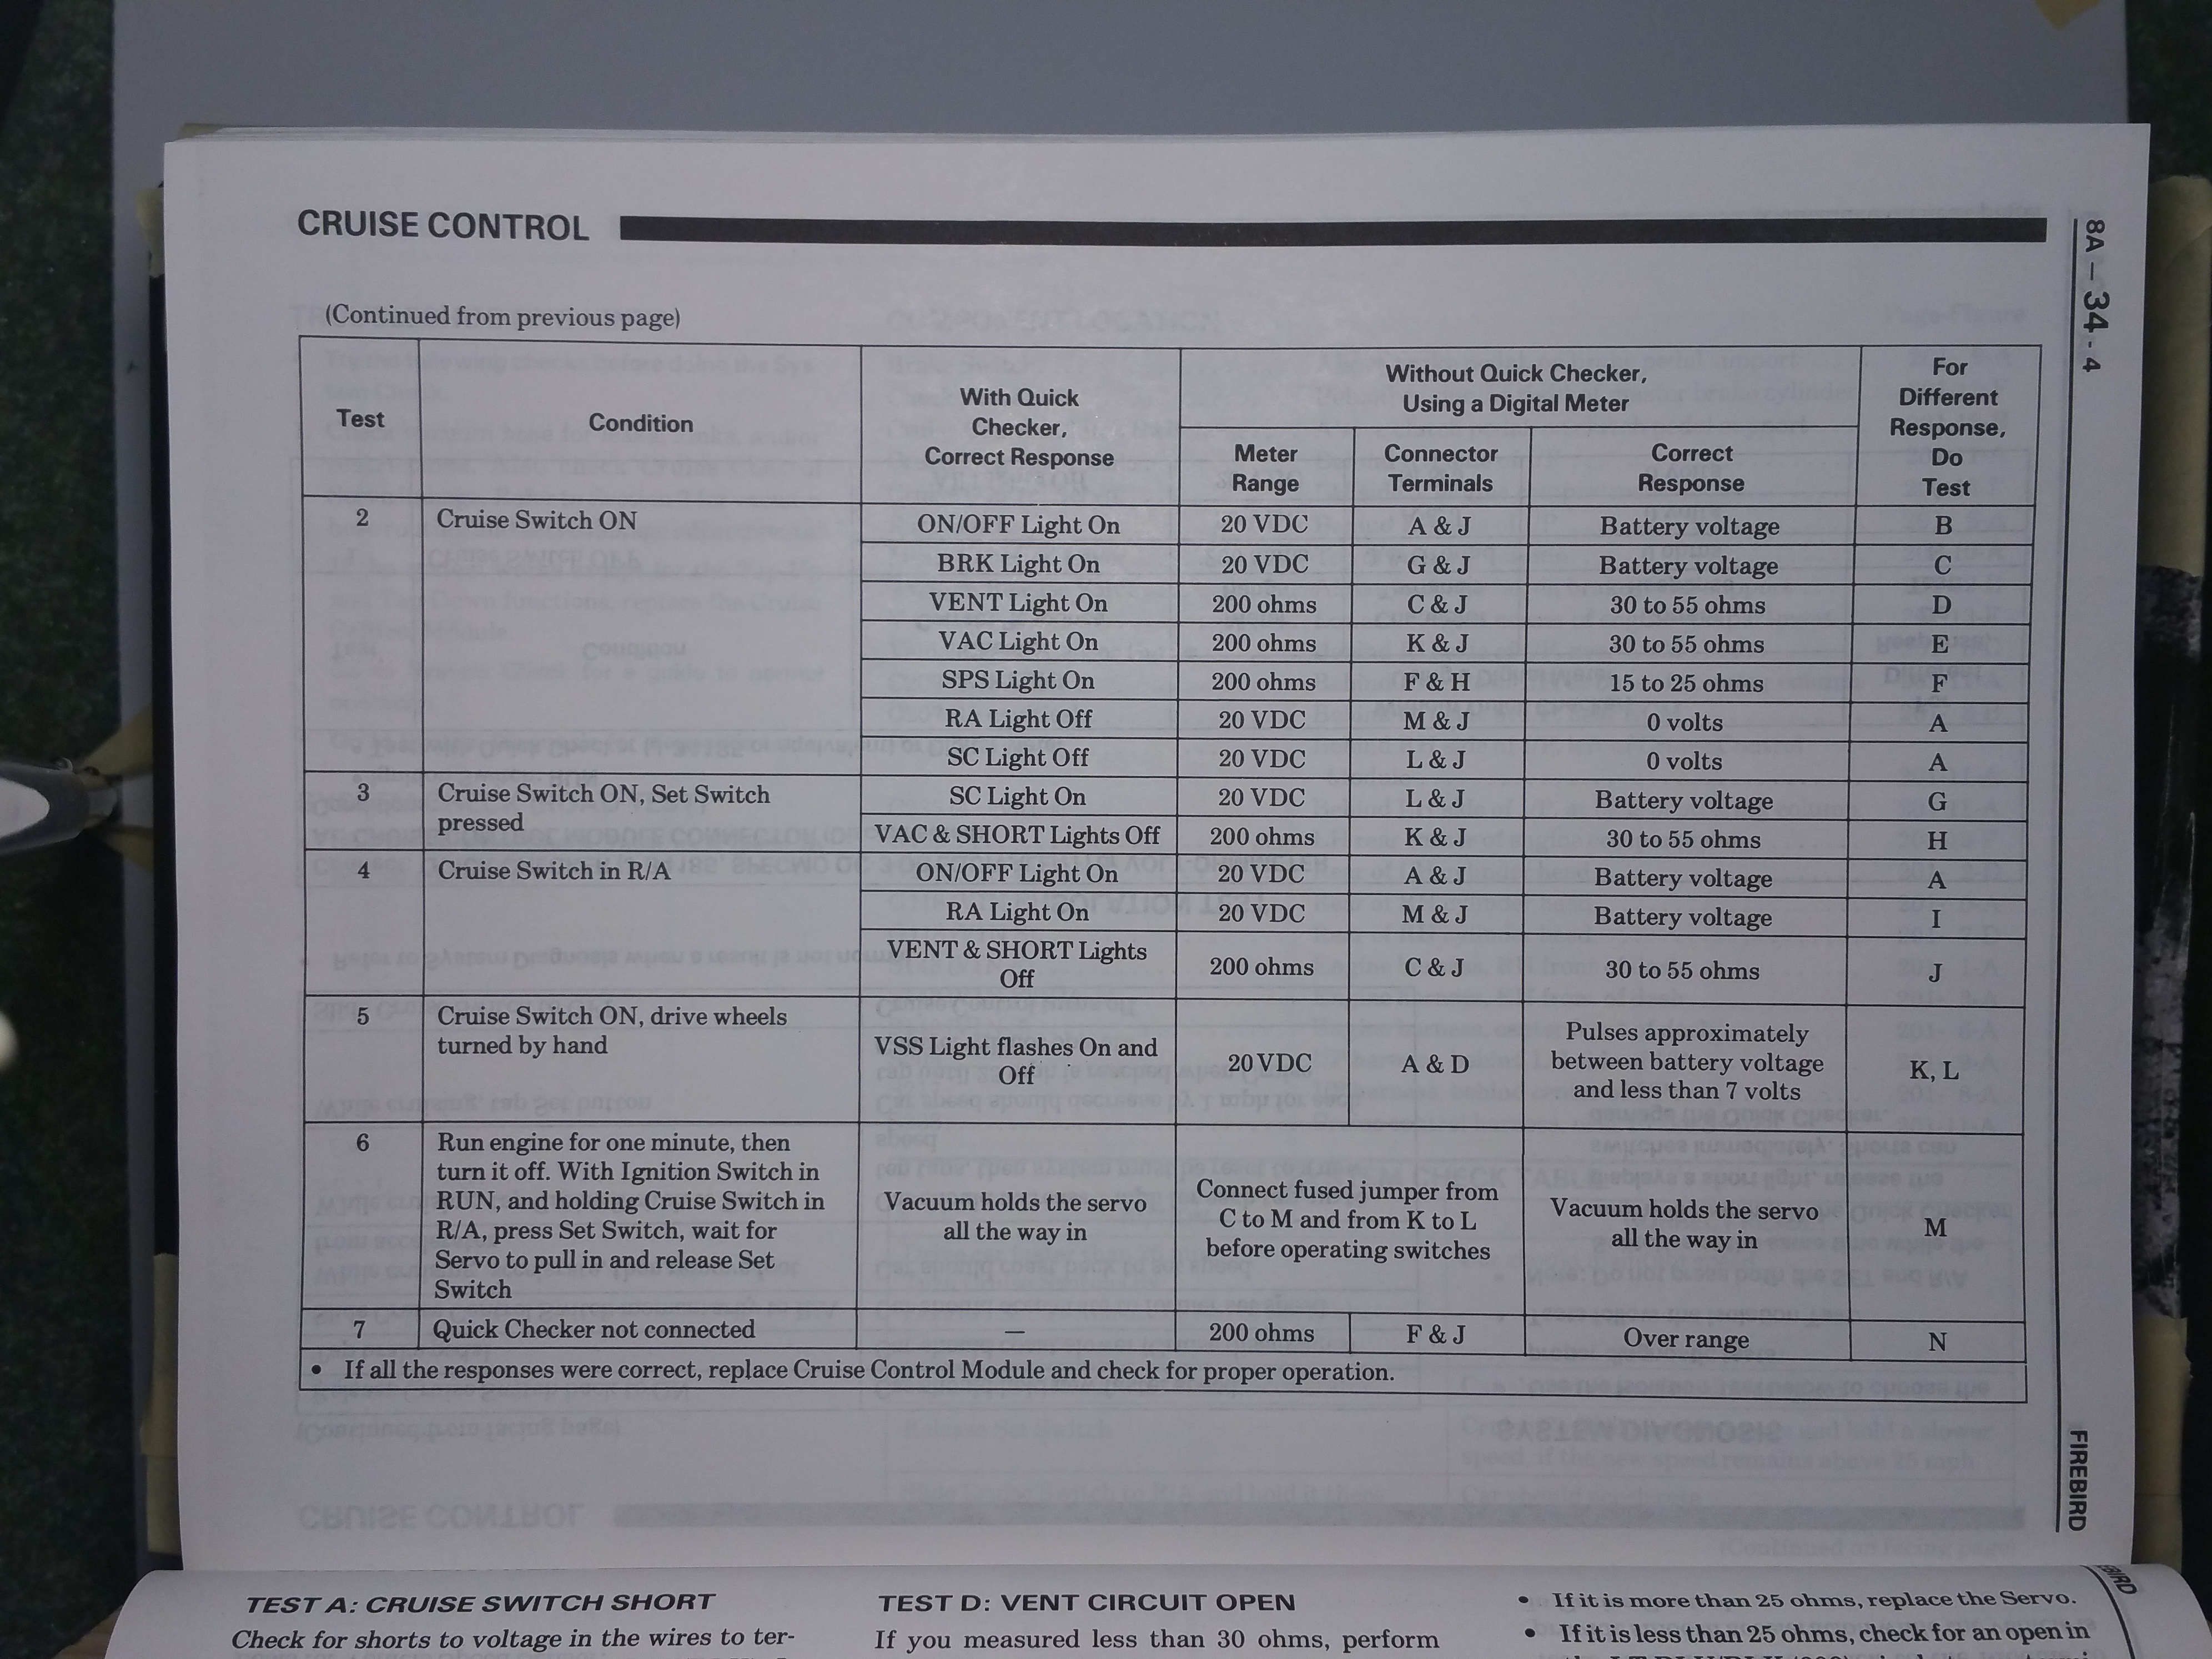 CRUISE CONTROL
8A — 34 - 4
(Continued from previous page)
Test
Condition
With Quick
Checker,
Correct Response
Without Quick Checker,
Using a Digital Meter
Meter
Range
Connector
Terminals
Correct
Response
For
Different
Response,
Do
Test
2 Cruise Switch ON ON/OFF Light On 20 VDC A & J Battery voltage B
BRK Light On 20 VDC G & J Battery voltage C
VENT Light On 200 ohms C & J 30 to 55 ohms D
VAC Light On 200 ohms K & J 30 to 55 ohms E
SPS Light On 200 ohms F & H 15 to 25 ohms F
RA Light Off 20 VDC M & J 0 volts A
SC Light Off 20 VDC L & J 0 volts A
3 Cruise Switch ON, Set Switch
pressed
SC Light On 20 VDC L & J Battery voltage G
VAC & SHORT Lights Off 200 ohms K & J 30 to 55 ohms H
4 Cruise Switch in R/A ON/OFF Light On 20 VDC A & J Battery voltage A
RA Light On 20 VDC M & J Battery voltage I
VENT & SHORT Lights
Off
200 ohms C & J 30 to 55 ohms J
5 Cruise Switch ON, drive wheels
turned by hand
VSS Light flashes On and
Off
20 VDC A & D
Pulses approximately
between battery voltage
and less than 7 volts
K, L
6 Run engine for one minute, then
turn it off. With Ignition Switch in
RUN, and holding Cruise Switch in
R/A, press Set Switch, wait for
Servo to pull in and release Set
Switch
Vacuum holds the servo
all the way in
Connect fused jumper from
C to M and from K to L
before operating switches
Vacuum holds the servo
all the way in
M
7 Quick Checker not connected — 200 ohms F & J Over range N
• If all the responses were correct, replace Cruise Control Module and check for proper operation.
FIREBIRD
TEST A: CRUISE SWITCH SHORT
Check for shorts to voltage in the wires to ter-
TEST D: VENT CIRCUIT OPEN
If you measured less than 30 ohms, perform
• If it is more than 25 ohms, replace the Servo.
• If it is less than 25 ohms, check for an open in